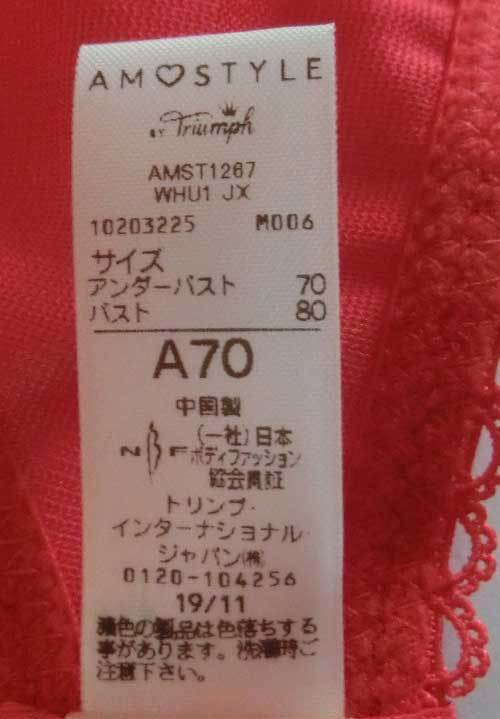 AMO♡STYLE
BY Triumph
AMST1267
WHU1 JX
10203225 M006
サイズ
アンダーバスト 70
バスト 80
A70
中国製
(一社)日本
NBF ボディファッション
協会賛証
トリンプ・
インターナショナル・
ジャパン(株)
0120-104256
19/11
濃色の製品は色落ちする
事があります。洗濯時ご
注意下さい。